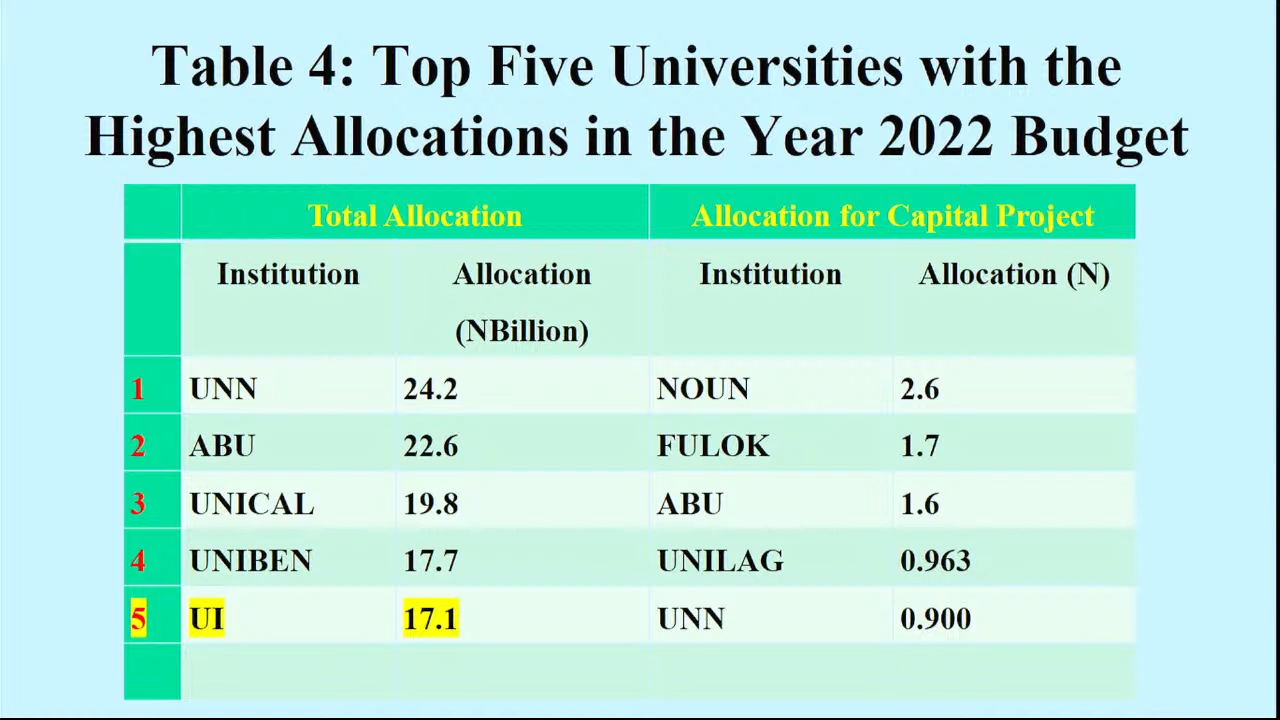 Table 4: Top Five Universities with the
Highest Allocations in the Year 2022 Budget
Total Allocation Allocation for Capital Project
Institution Allocation Institution Allocation (N)
(NBillion)
1 UNN 24.2 NOUN 2.6
2 ABU 22.6 FULOK 1.7
3 UNICAL 19.8 ABU 1.6
4 UNIBEN 17.7 UNILAG 0.963
5 UI 17.1 UNN 0.900